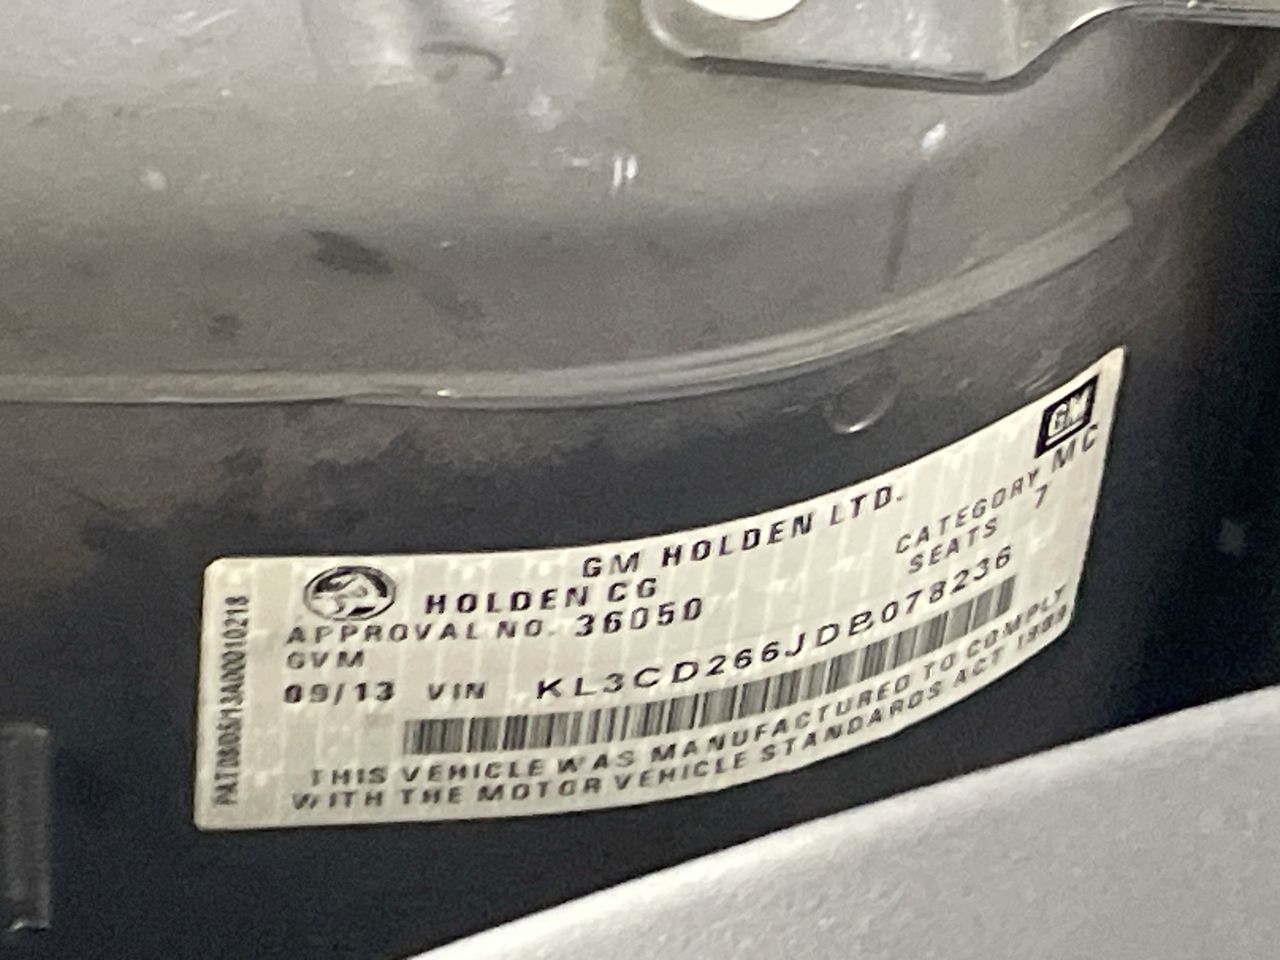 GM
GM HOLDEN LTD.
CATEGORY MC
HOLDEN CG
SEATS 7
APPROVAL NO. 36050
GVM
09/13 VIN KL3CD266JDB078236
THIS VEHICLE WAS MANUFACTURED TO COMPLY
WITH THE MOTOR VEHICLE STANDARDS ACT 1989